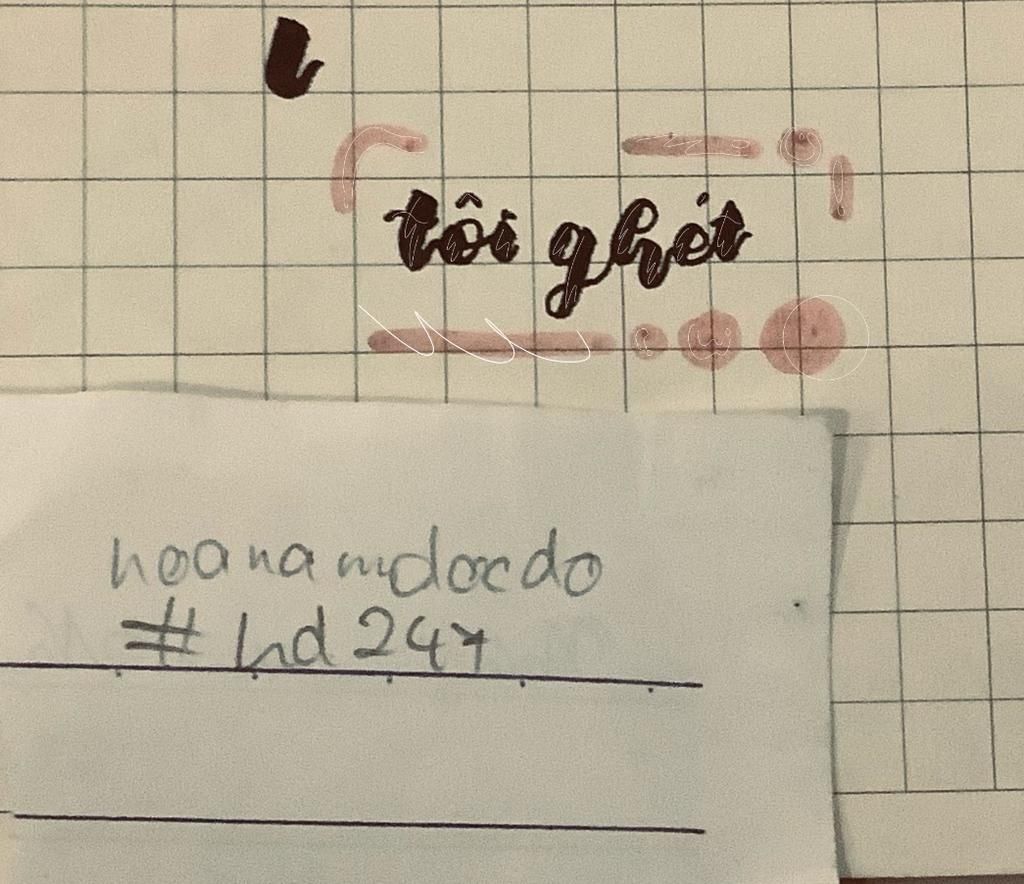 tôi ghét
hoanamdocdo
#hd247